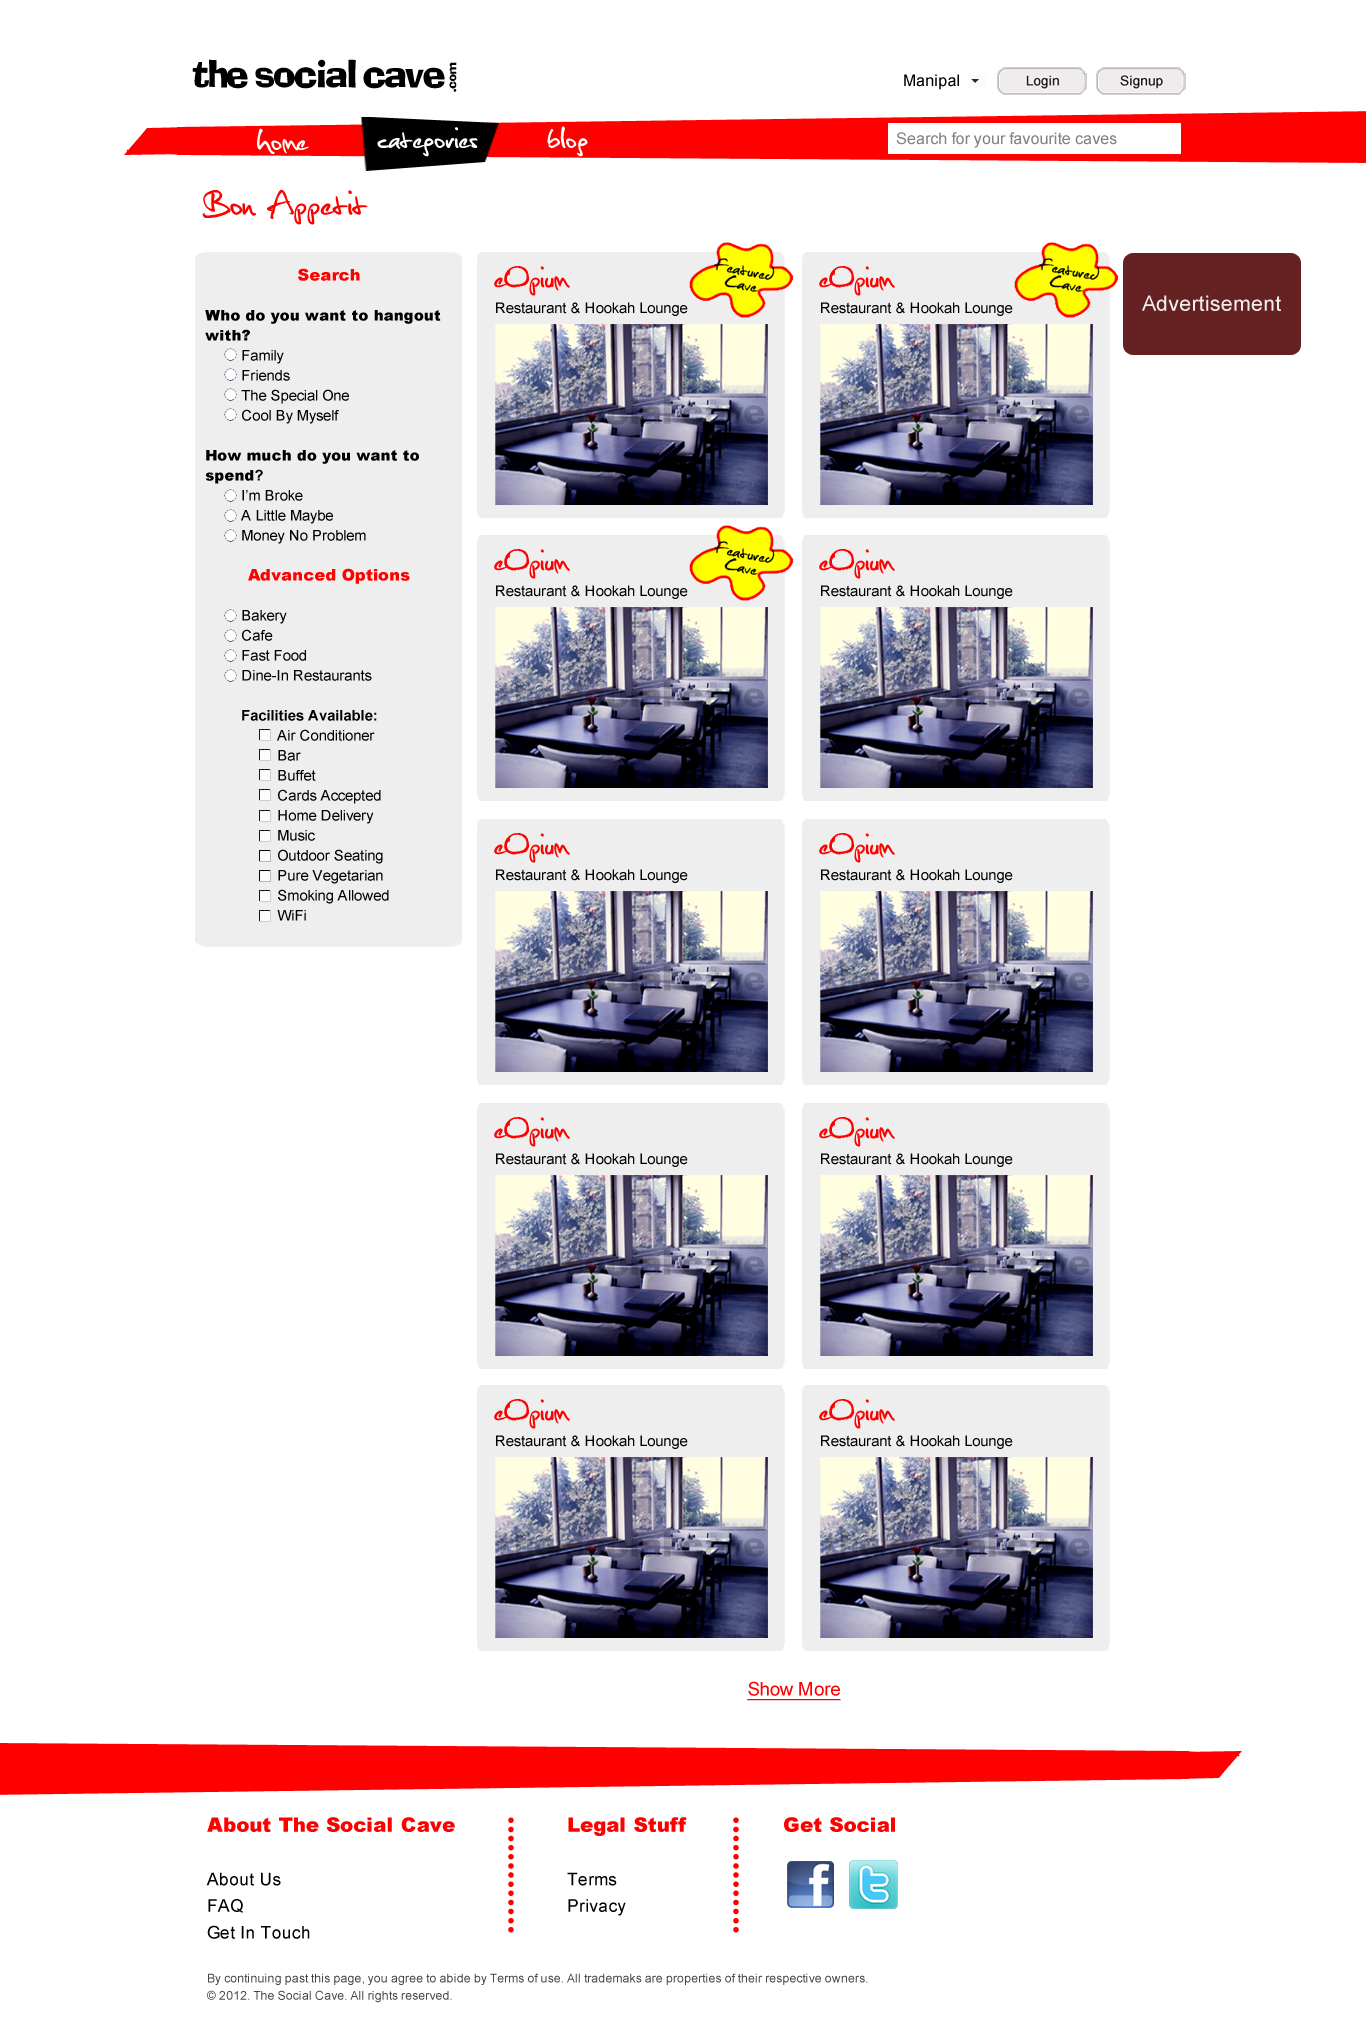 the social cave .com
Manipal
Login
Signup
home
categories
blog
Search for your favourite caves
Bon Appetit
Search
Who do you want to hangout
with?
Family
Friends
The Special One
Cool By Myself
How much do you want to
spend?
I'm Broke
A Little Maybe
Money No Problem
Advanced Options
Bakery
Cafe
Fast Food
Dine-In Restaurants
Facilities Available:
Air Conditioner
Bar
Buffet
Cards Accepted
Home Delivery
Music
Outdoor Seating
Pure Vegetarian
Smoking Allowed
WiFi
eOpium
Featured
Cave
Restaurant & Hookah Lounge
eOpium
Featured
Cave
Restaurant & Hookah Lounge
Advertisement
eOpium
Featured
Cave
Restaurant & Hookah Lounge
eOpium
Restaurant & Hookah Lounge
eOpium
Restaurant & Hookah Lounge
eOpium
Restaurant & Hookah Lounge
eOpium
Restaurant & Hookah Lounge
eOpium
Restaurant & Hookah Lounge
eOpium
Restaurant & Hookah Lounge
eOpium
Restaurant & Hookah Lounge
Show More
About The Social Cave
About Us
FAQ
Get In Touch
Legal Stuff
Terms
Privacy
Get Social
f
t
By continuing past this page, you agree to abide by Terms of use. All trademaks are properties of their respective owners.
© 2012. The Social Cave. All rights reserved.